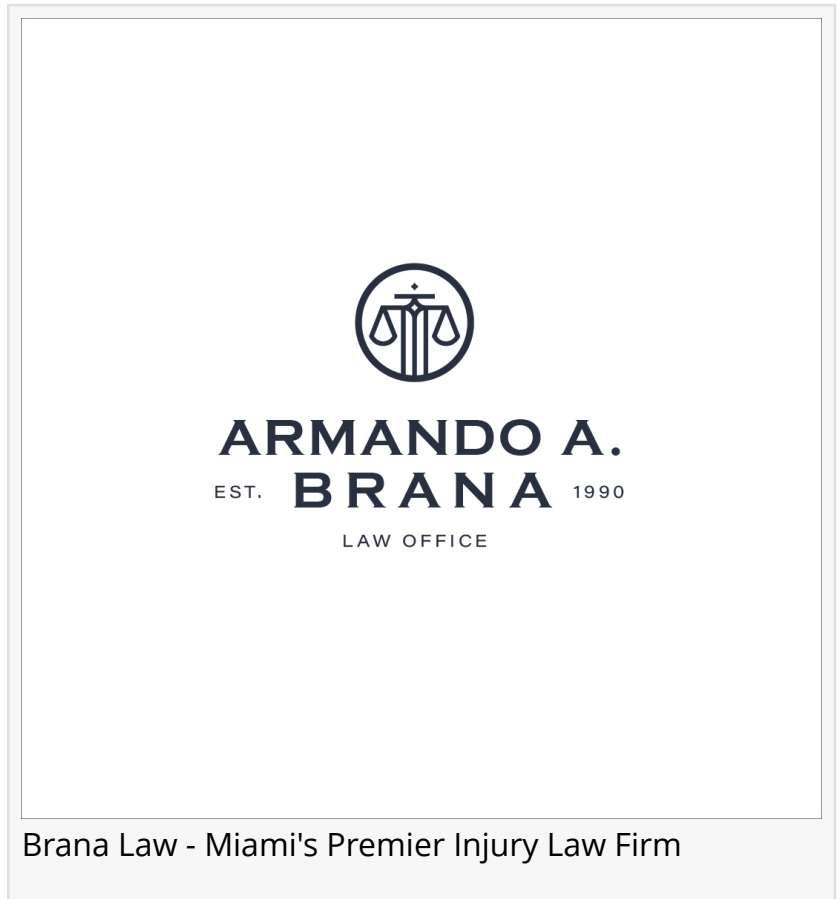 ARMANDO A.
EST. BRANA 1990
LAW OFFICE
Brana Law - Miami's Premier Injury Law Firm